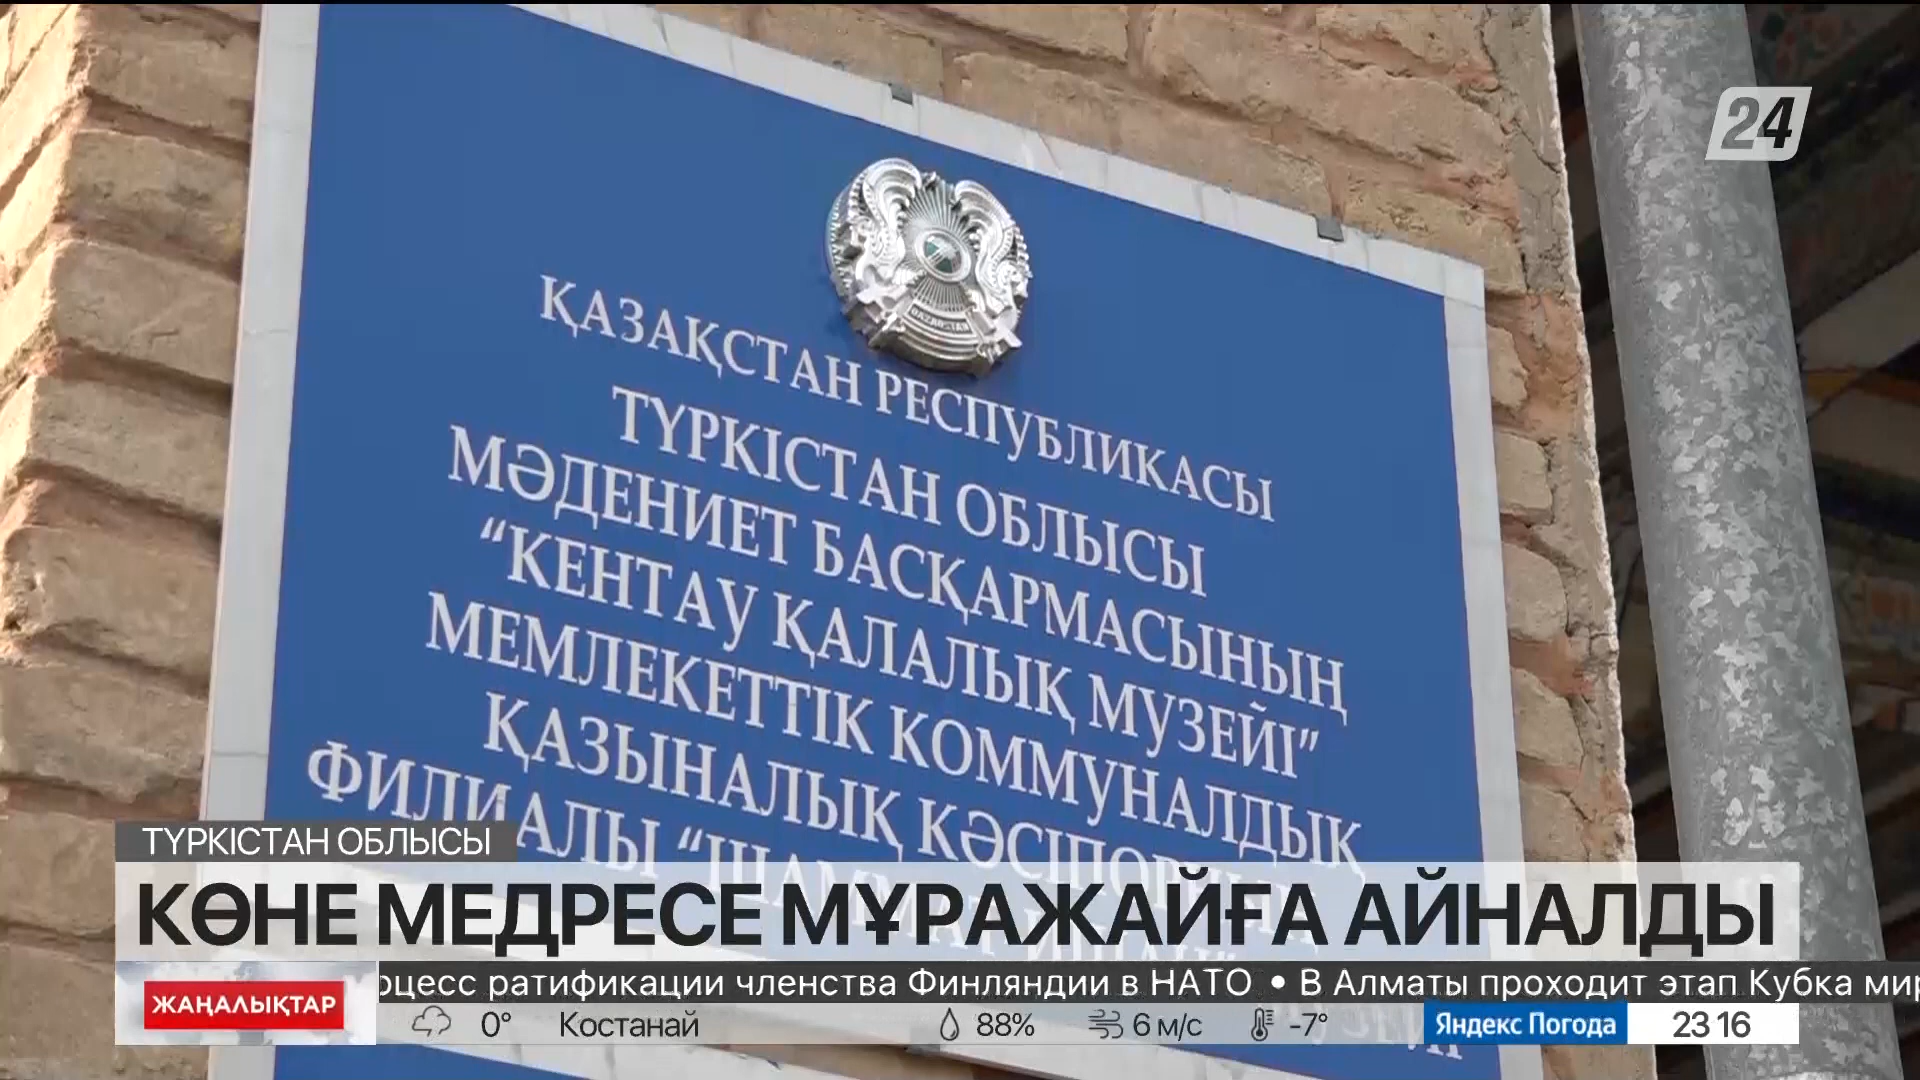 24
QAZAQSTAN
ҚАЗАҚСТАН РЕСПУБЛИКАСЫ
ТҮРКІСТАН ОБЛЫСЫ
МӘДЕНИЕТ БАСҚАРМАСЫНЫҢ
“КЕНТАУ ҚАЛАЛЫҚ МУЗЕЙІ”
МЕМЛЕКЕТТІК КОММУНАЛДЫҚ
ҚАЗЫНАЛЫҚ
ФИЛИАЛЫ
ТҮРКІСТАН ОБЛЫСЫ
КӨНЕ МЕДРЕСЕ МҰРАЖАЙҒА АЙНАЛДЫ
ЖАҢАЛЫҚТАР
оцесс ратификации членства Финляндии в НАТО • В Алматы проходит этап Кубка мир
0° Костанай 88% 6 м/с -7° Яндекс Погода 23 16